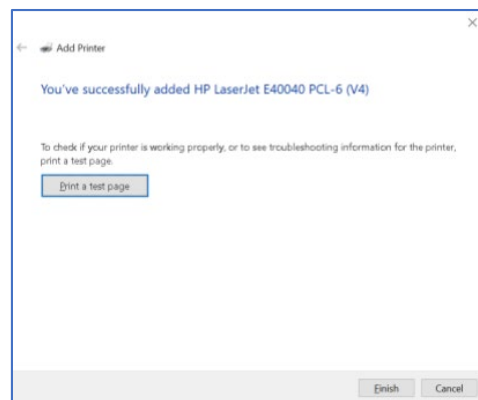 Add Printer
You've successfully added HP LaserJet E40040 PCL-6 (V4)
To check if your printer is working properly, or to see troubleshooting information for the printer,
print a test page.
Print a test page
Finish
Cancel